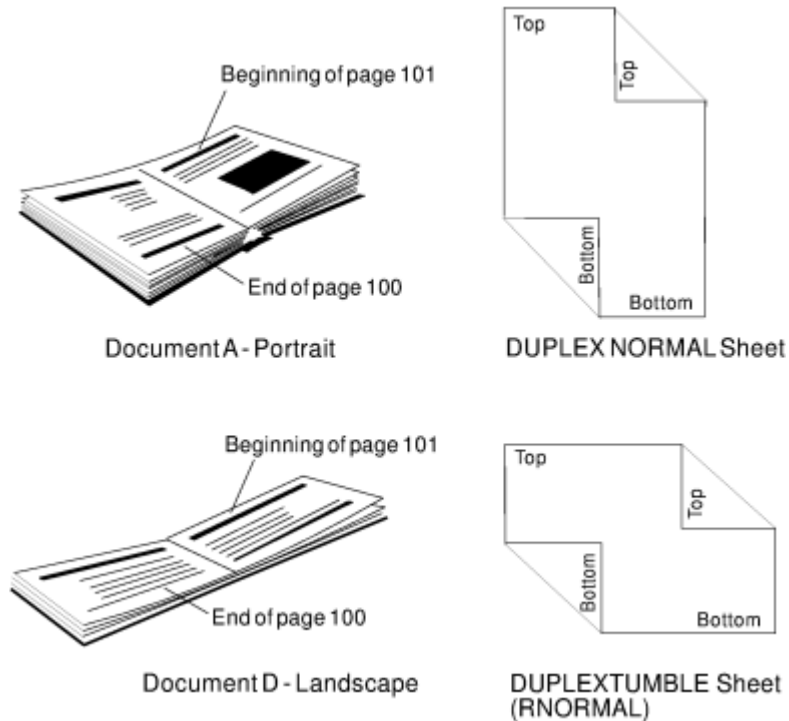 Top
Top
Beginning of page 101
End of page 100
Bottom
Bottom
Document A - Portrait
DUPLEX NORMAL Sheet
Beginning of page 101
Top
Top
Bottom
End of page 100
Bottom
Document D - Landscape
DUPLEXTUMBLE Sheet
(RNORMAL)